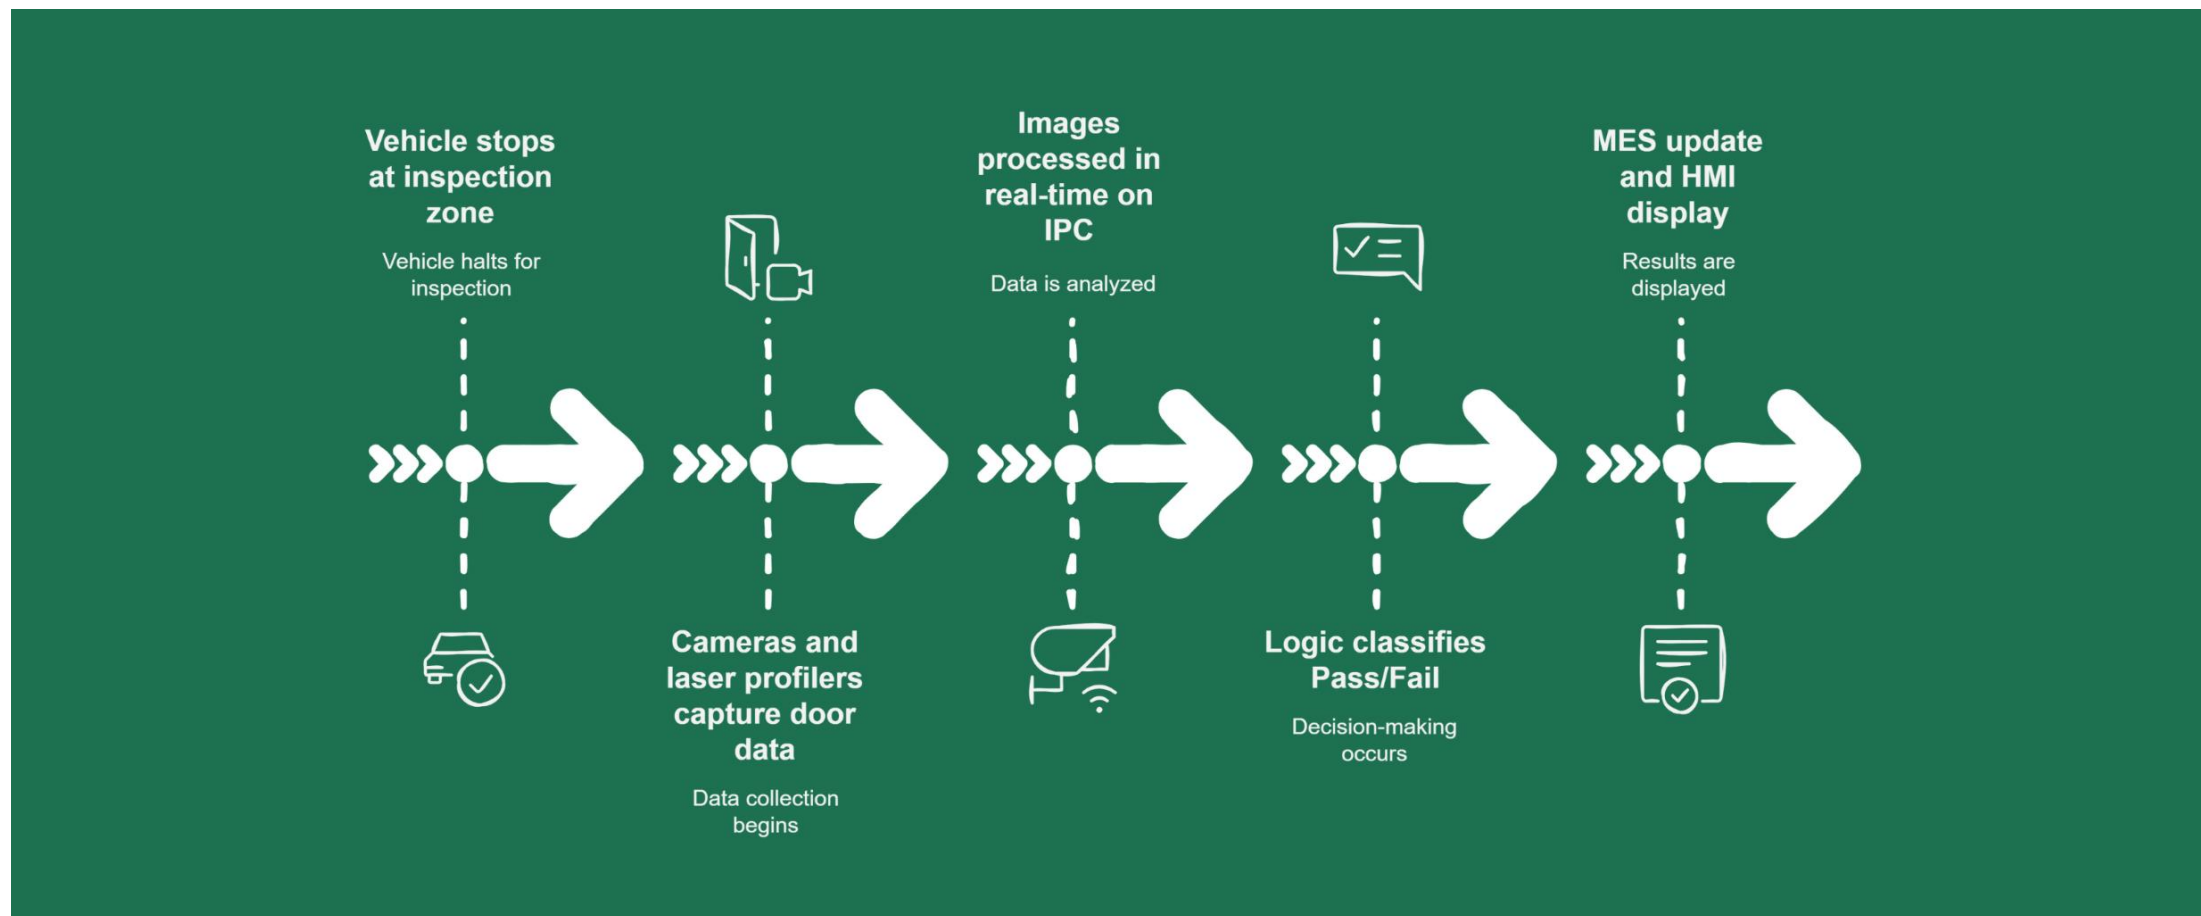 Vehicle stops
at inspection
zone
Vehicle halts for
inspection
Cameras and
laser profilers
capture door
data
Data collection
begins
Images
processed in
real-time on
IPC
Data is analyzed
Logic classifies
Pass/Fail
Decision-making
occurs
MES update
and HMI
display
Results are
displayed